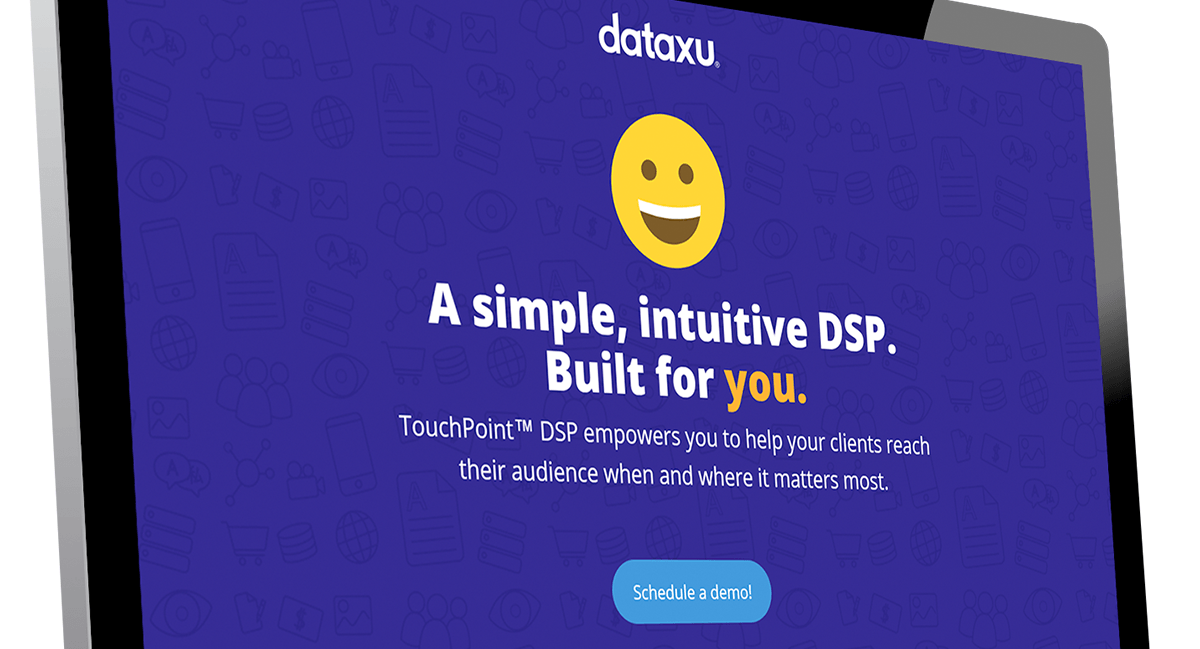 dataxu®
A simple, intuitive DSP.
Built for you.
TouchPoint™ DSP empowers you to help your clients reach
their audience when and where it matters most.
Schedule a demo!